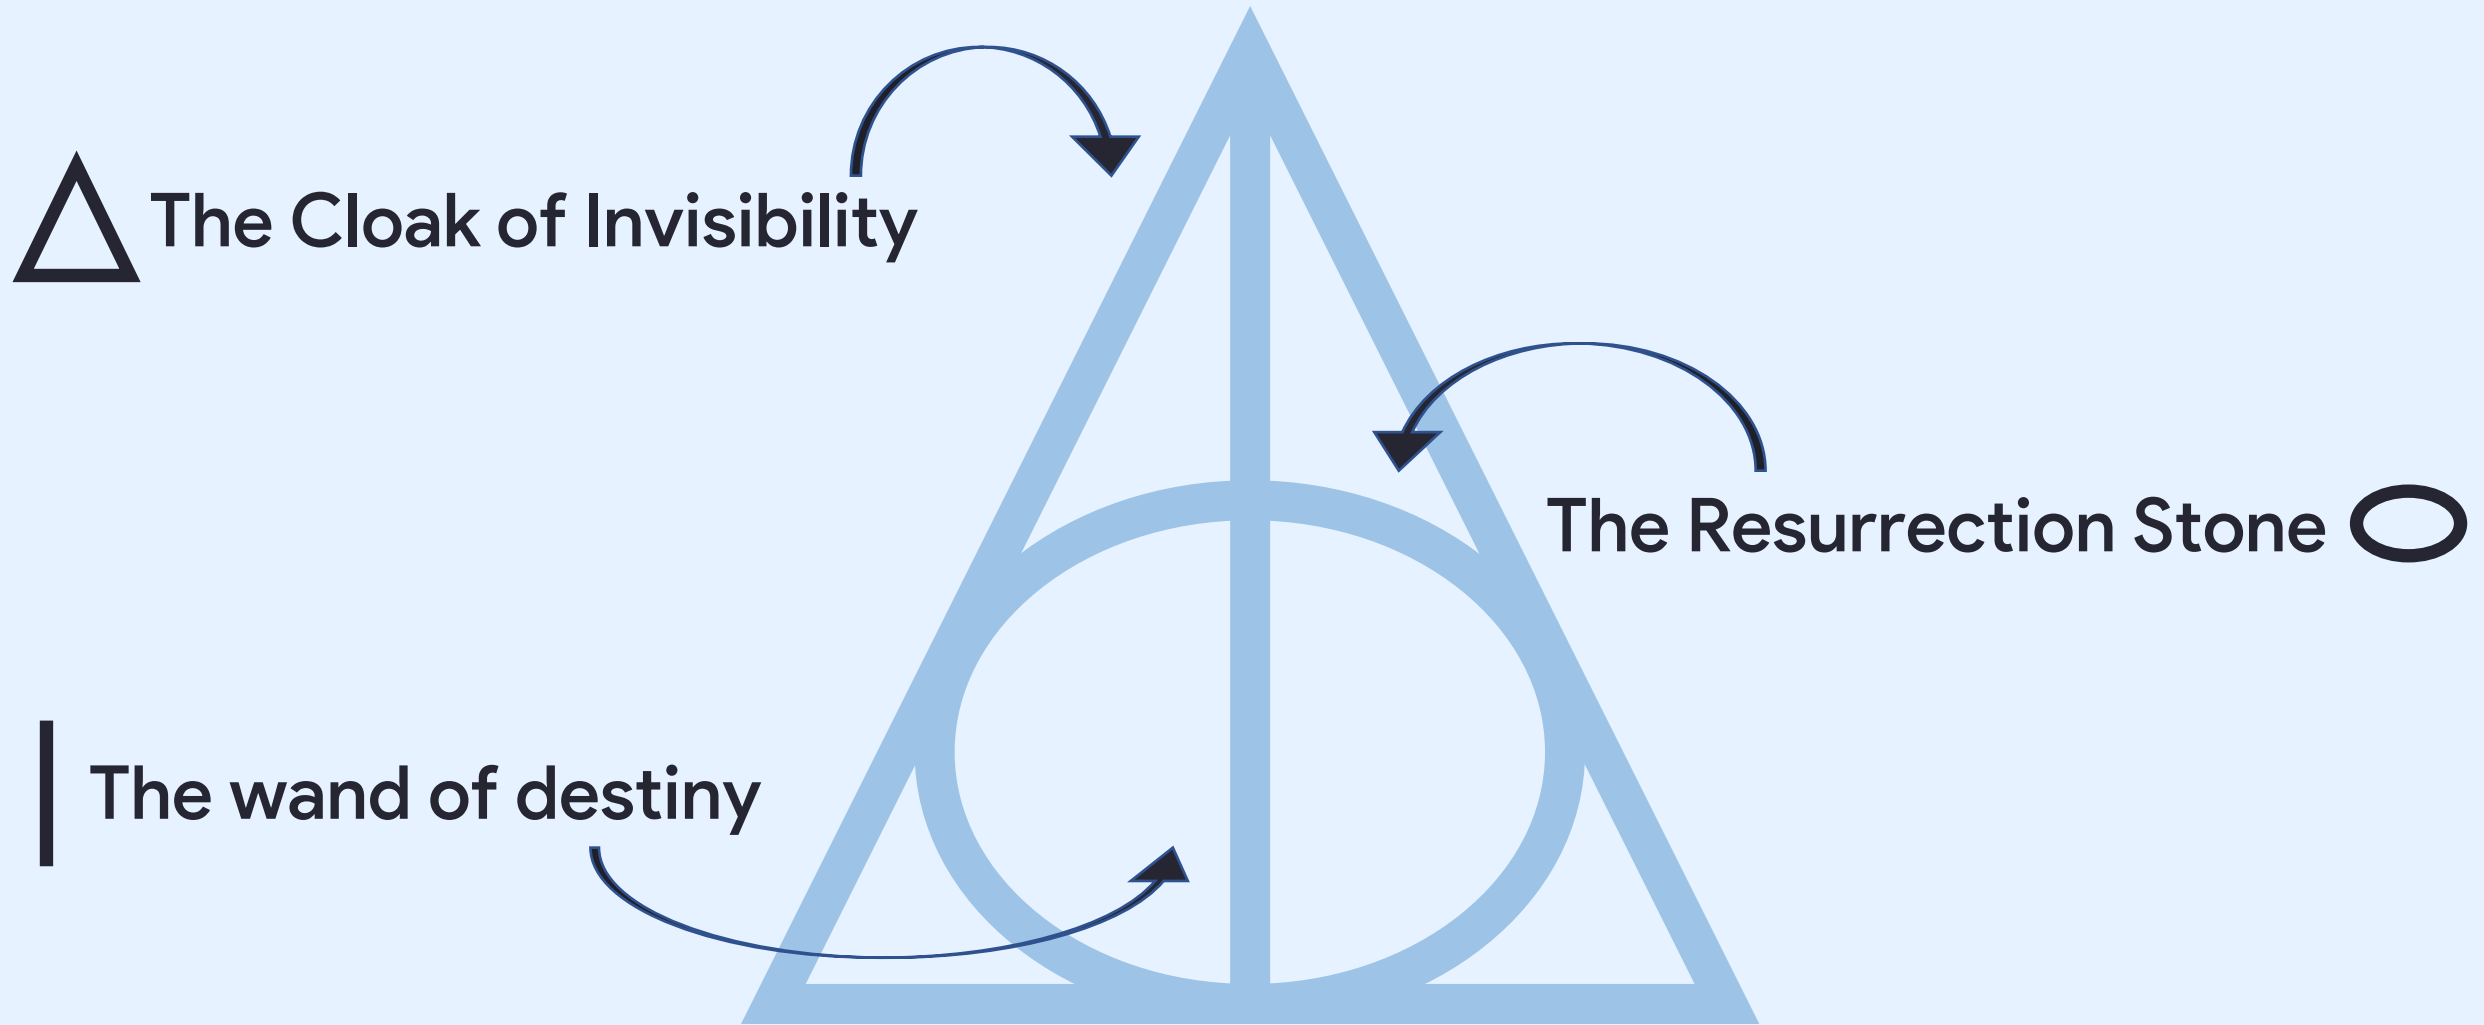 The Cloak of Invisibility
The Resurrection Stone
The wand of destiny